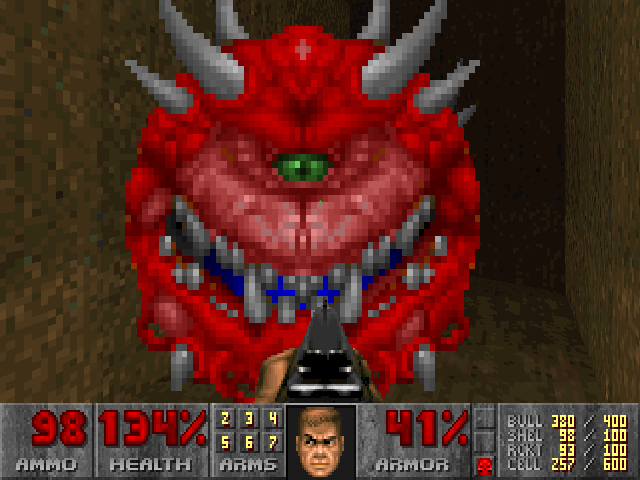 98 134% 2 3 4 41% BULL 380 / 400
5 6 7 SHEL 98 / 100
RCKT 93 / 100
AMMO HEALTH ARMS ARMOR CELL 257 / 600